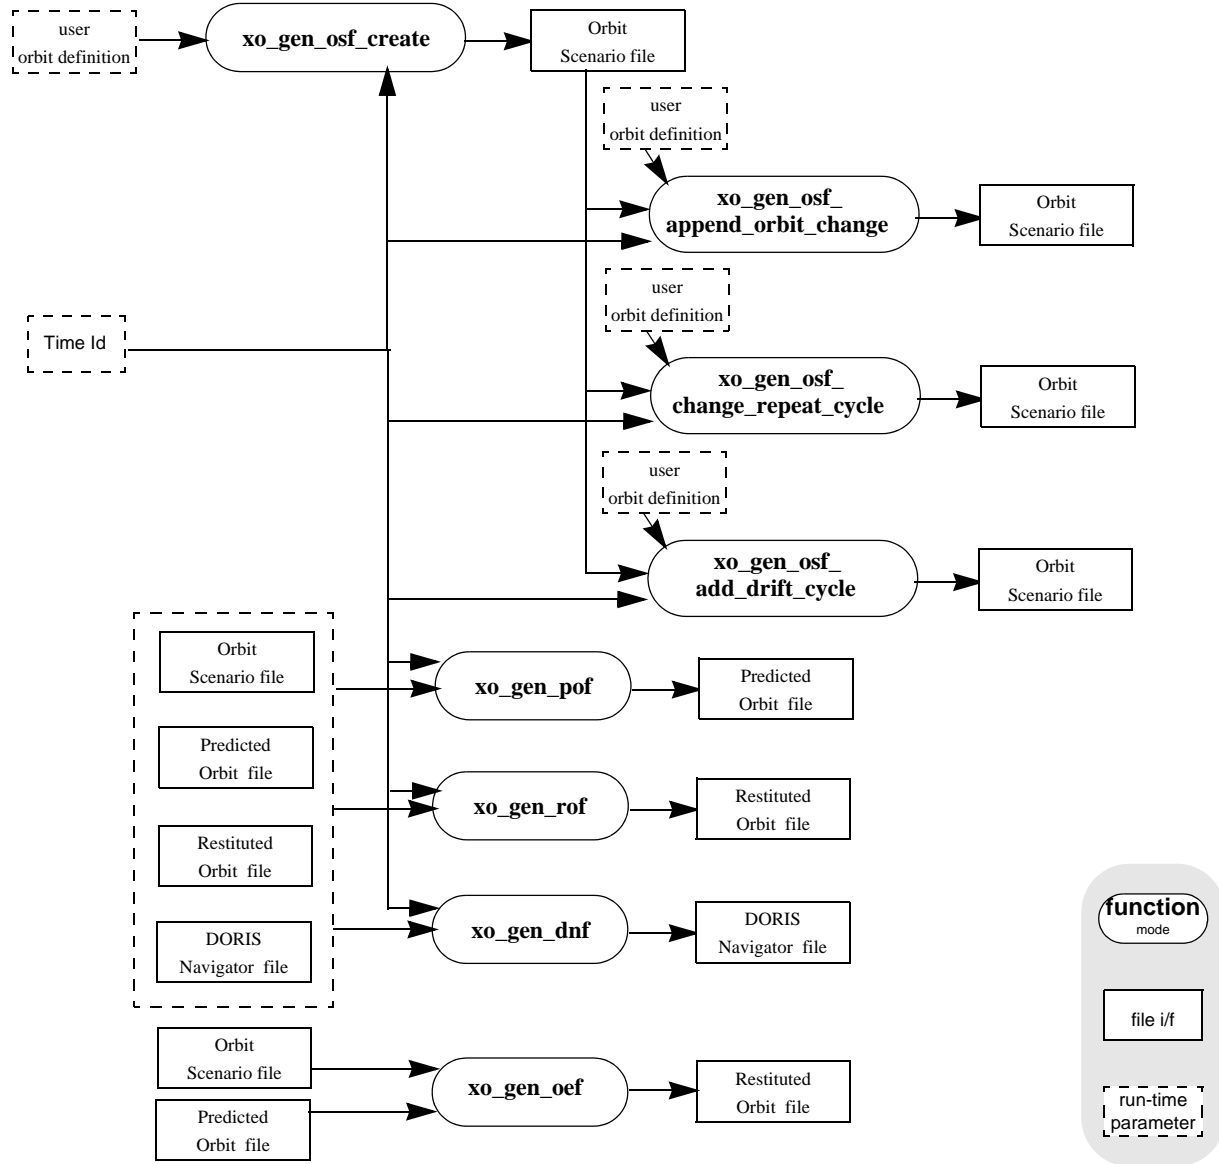 user
orbit definition
xo_gen_osf_create
Orbit
Scenario file
user
orbit definition
xo_gen_osf_
append_orbit_change
Orbit
Scenario file
user
orbit definition
Time Id
xo_gen_osf_
change_repeat_cycle
Orbit
Scenario file
user
orbit definition
xo_gen_osf_
add_drift_cycle
Orbit
Scenario file
Orbit
Scenario file
xo_gen_pof
Predicted
Orbit file
Predicted
Orbit file
xo_gen_rof
Restituted
Orbit file
Restituted
Orbit file
DORIS
Navigator file
xo_gen_dnf
DORIS
Navigator file
Orbit
Scenario file
Predicted
Orbit file
xo_gen_oef
Restituted
Orbit file
function
mode
file i/f
run-time
parameter